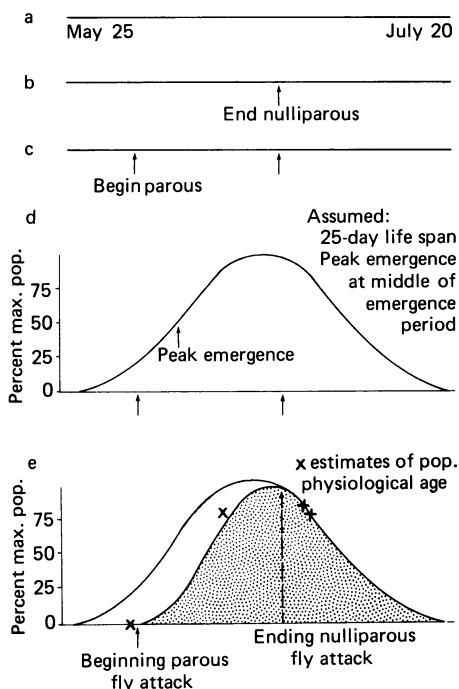 a
May 25 July 20
b
End nulliparous
c
Begin parous
d
Assumed:
25-day life span
Peak emergence
at middle of
emergence
period
Percent max. pop.
75
50
25
0
Peak emergence
e
x estimates of pop.
physiological age
Percent max. pop.
75
50
25
0
Beginning parous
fly attack
Ending nulliparous
fly attack